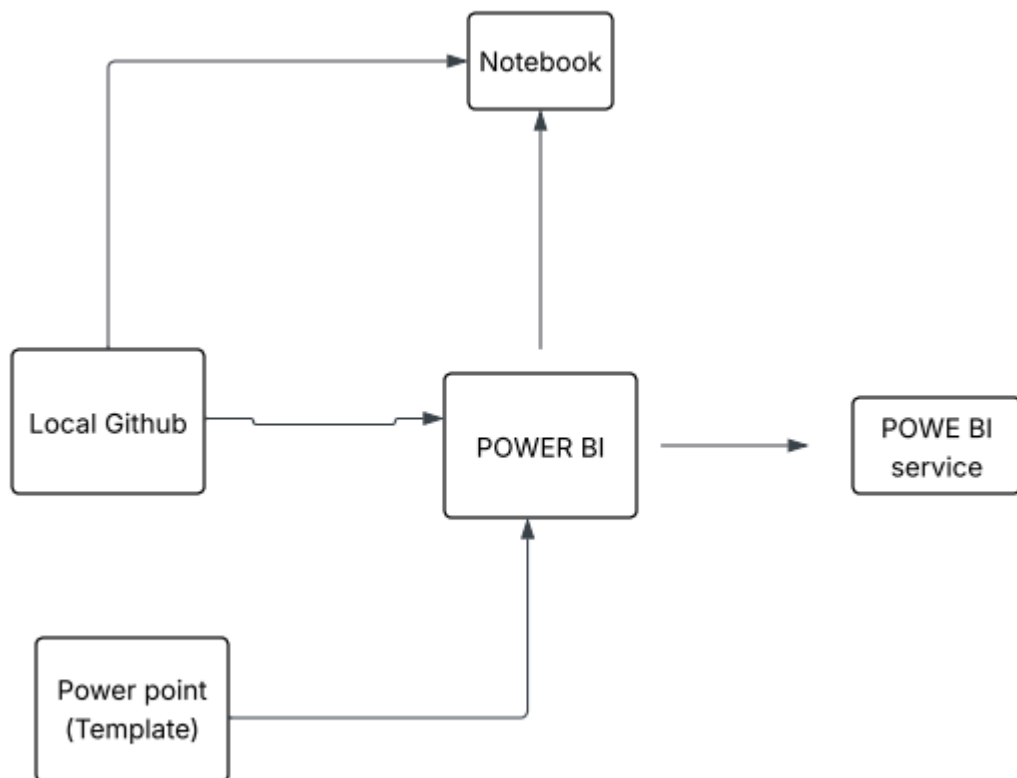 Notebook
Local Github
POWER BI
POWE BI
service
Power point
(Template)